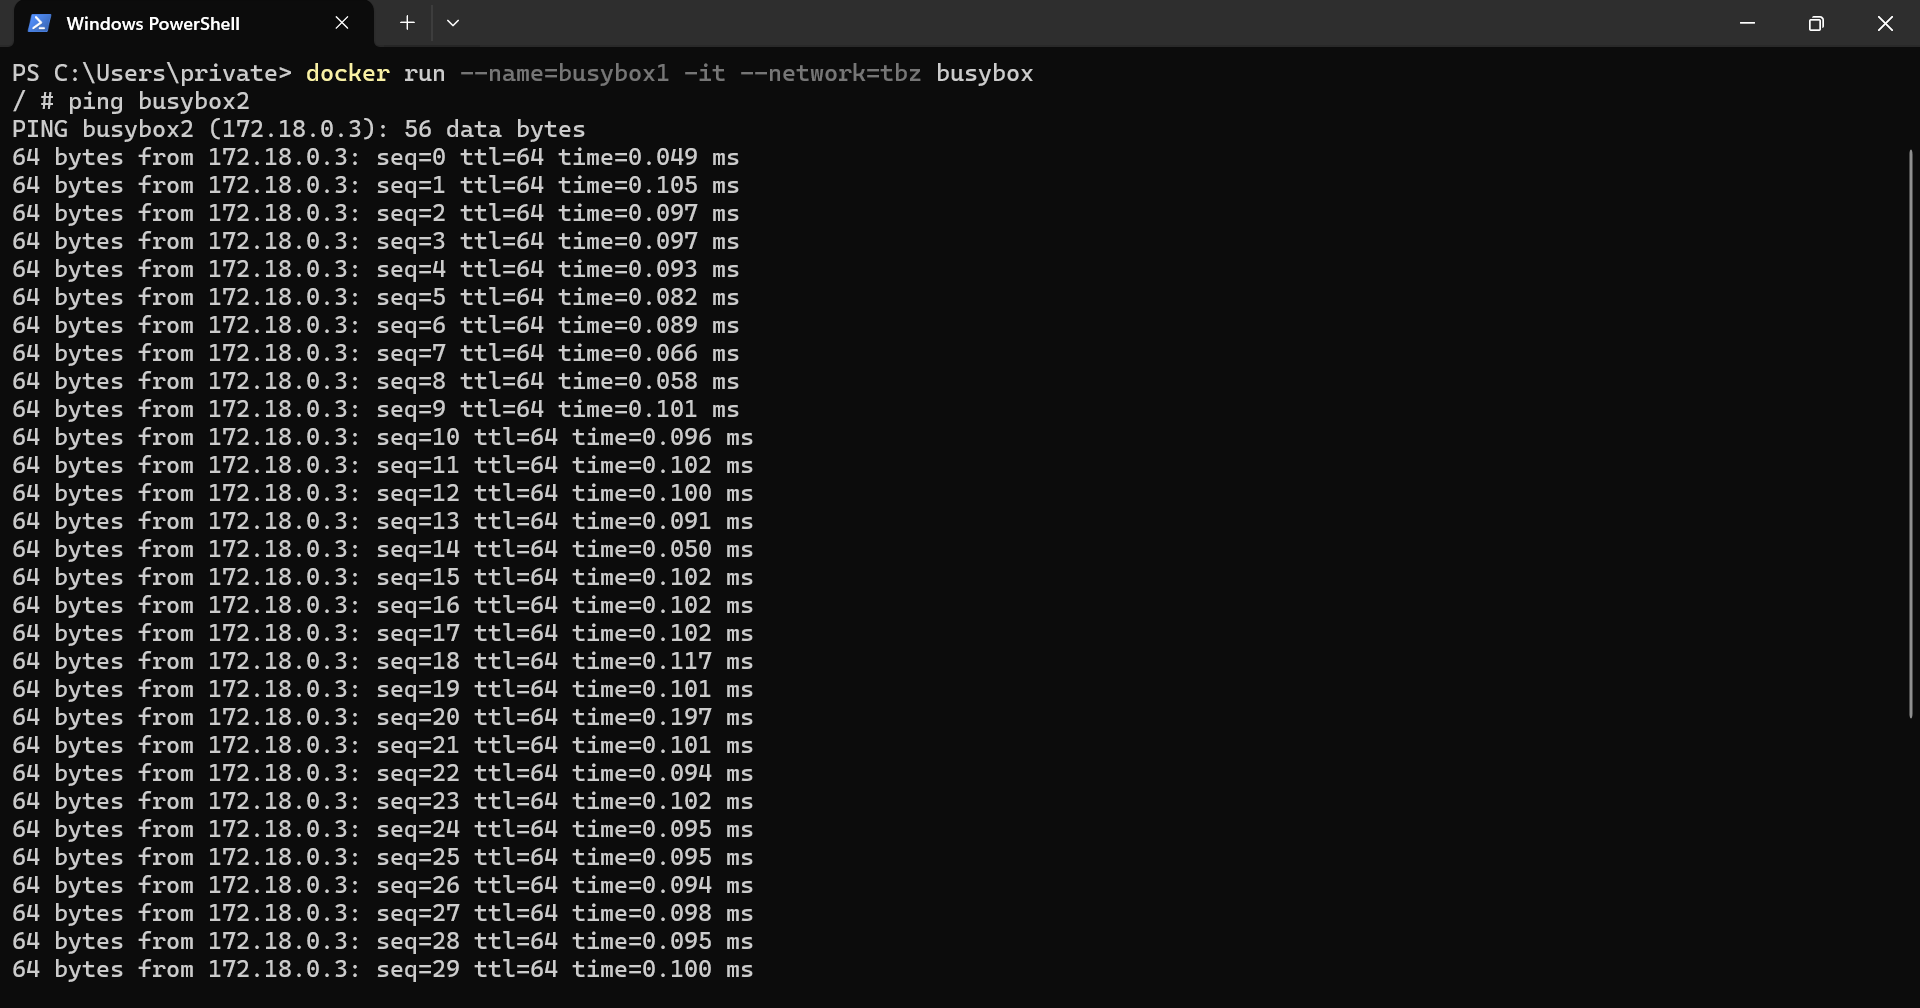 Windows PowerShell
PS C:\Users\private> docker run --name=busybox1 -it --network=tbz busybox
/ # ping busybox2
PING busybox2 (172.18.0.3): 56 data bytes
64 bytes from 172.18.0.3: seq=0 ttl=64 time=0.049 ms
64 bytes from 172.18.0.3: seq=1 ttl=64 time=0.105 ms
64 bytes from 172.18.0.3: seq=2 ttl=64 time=0.097 ms
64 bytes from 172.18.0.3: seq=3 ttl=64 time=0.097 ms
64 bytes from 172.18.0.3: seq=4 ttl=64 time=0.093 ms
64 bytes from 172.18.0.3: seq=5 ttl=64 time=0.082 ms
64 bytes from 172.18.0.3: seq=6 ttl=64 time=0.089 ms
64 bytes from 172.18.0.3: seq=7 ttl=64 time=0.066 ms
64 bytes from 172.18.0.3: seq=8 ttl=64 time=0.058 ms
64 bytes from 172.18.0.3: seq=9 ttl=64 time=0.101 ms
64 bytes from 172.18.0.3: seq=10 ttl=64 time=0.096 ms
64 bytes from 172.18.0.3: seq=11 ttl=64 time=0.102 ms
64 bytes from 172.18.0.3: seq=12 ttl=64 time=0.100 ms
64 bytes from 172.18.0.3: seq=13 ttl=64 time=0.091 ms
64 bytes from 172.18.0.3: seq=14 ttl=64 time=0.050 ms
64 bytes from 172.18.0.3: seq=15 ttl=64 time=0.102 ms
64 bytes from 172.18.0.3: seq=16 ttl=64 time=0.102 ms
64 bytes from 172.18.0.3: seq=17 ttl=64 time=0.102 ms
64 bytes from 172.18.0.3: seq=18 ttl=64 time=0.117 ms
64 bytes from 172.18.0.3: seq=19 ttl=64 time=0.101 ms
64 bytes from 172.18.0.3: seq=20 ttl=64 time=0.197 ms
64 bytes from 172.18.0.3: seq=21 ttl=64 time=0.101 ms
64 bytes from 172.18.0.3: seq=22 ttl=64 time=0.094 ms
64 bytes from 172.18.0.3: seq=23 ttl=64 time=0.102 ms
64 bytes from 172.18.0.3: seq=24 ttl=64 time=0.095 ms
64 bytes from 172.18.0.3: seq=25 ttl=64 time=0.095 ms
64 bytes from 172.18.0.3: seq=26 ttl=64 time=0.094 ms
64 bytes from 172.18.0.3: seq=27 ttl=64 time=0.098 ms
64 bytes from 172.18.0.3: seq=28 ttl=64 time=0.095 ms
64 bytes from 172.18.0.3: seq=29 ttl=64 time=0.100 ms